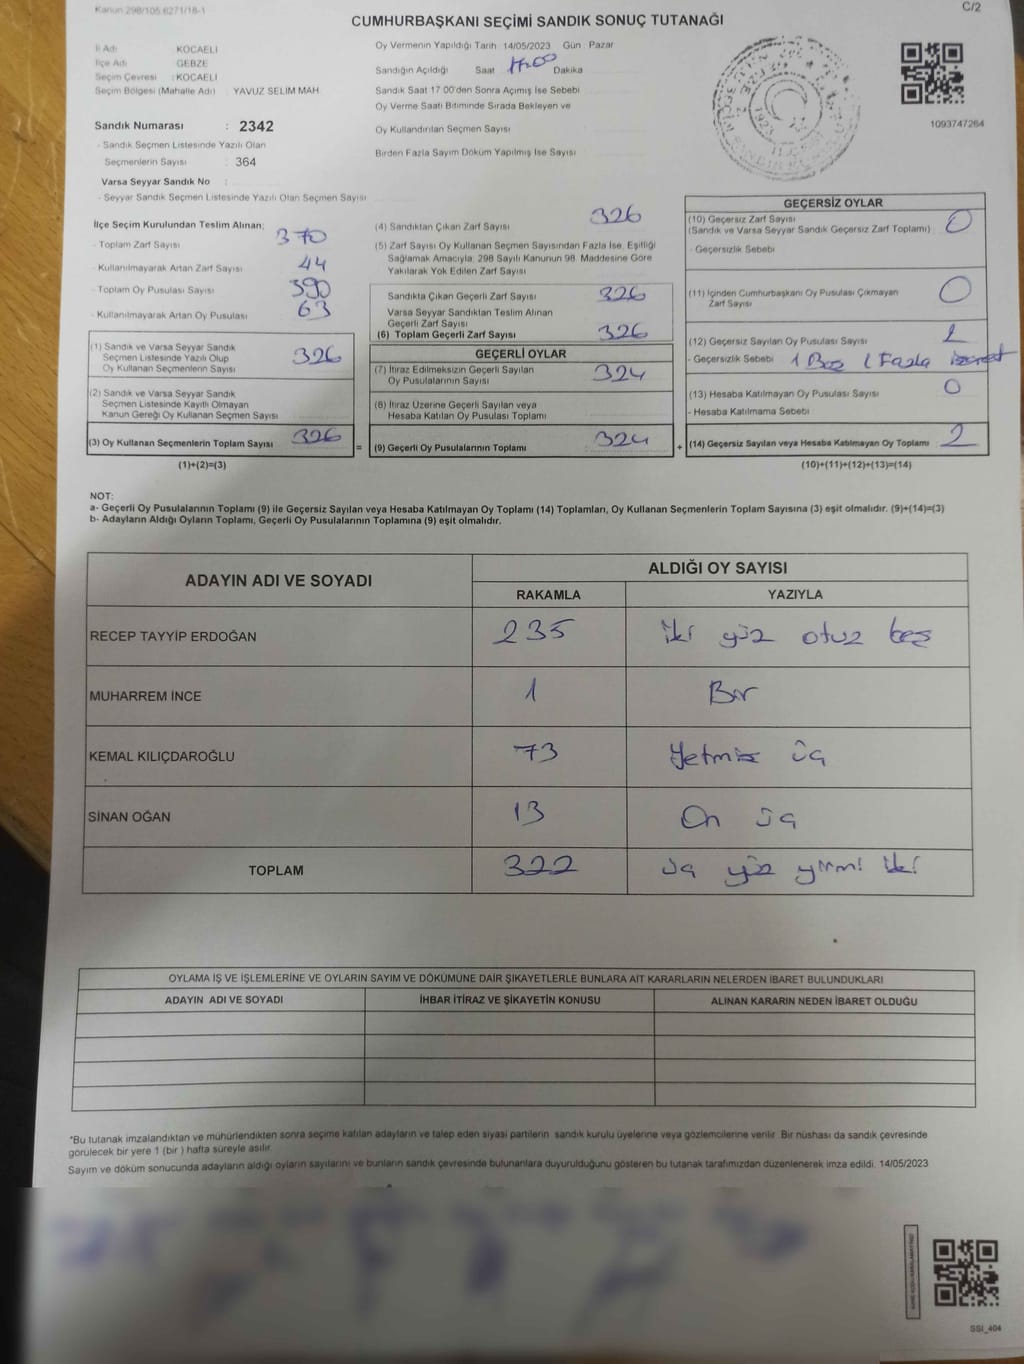 Kanun 298/105 6271/18-1
C/2
CUMHURBAŞKANI SEÇİMİ SANDIK SONUÇ TUTANAĞI
İl Adı KOCAELİ
İlçe Adı GEBZE
Seçim Çevresi : KOCAELİ
Seçim Bölgesi (Mahalle Adı) : YAVUZ SELİM MAH
Sandık Numarası : 2342
- Sandık Seçmen Listesinde Yazılı Olan
Seçmenlerin Sayısı : 364
Varsa Seyyar Sandık No :
- Seyyar Sandık Seçmen Listesinde Yazılı Olan Seçmen Sayısı
Oy Vermenin Yapıldığı Tarih 14/05/2023 Gün Pazar
Sandığın Açıldığı Saat 17:00 Dakika
Sandık Saat 17 00'den Sonra Açımış İse Sebebi
Oy Verme Saati Bitiminde Sırada Bekleyen ve
Oy Kullandırılan Seçmen Sayısı
Birden Fazla Sayım Döküm Yapılmış İse Sayısı
1093747264
İlçe Seçim Kurulundan Teslim Alınan;
- Toplam Zarf Sayısı 370
- Kullanılmayarak Artan Zarf Sayısı 44
- Toplam Oy Pusulası Sayısı 390
- Kullanılmayarak Artan Oy Pusulası 63
(1) Sandık ve Varsa Seyyar Sandık
Seçmen Listesinde Yazılı Olup
Oy Kullanan Seçmenlerin Sayısı 326
(2) Sandık ve Varsa Seyyar Sandık
Seçmen Listesinde Kayıtlı Olmayan
Kanun Gereği Oy Kullanan Seçmen Sayısı
(3) Oy Kullanan Seçmenlerin Toplam Sayısı 326 =
(1)+(2)=(3)
(4) Sandıktan Çıkan Zarf Sayısı 326
(5) Zarf Sayısı Oy Kullanan Seçmen Sayısından Fazla İse, Eşitliği
Sağlamak Amacıyla; 298 Sayılı Kanunun 98. Maddesine Göre
Yakılarak Yok Edilen Zarf Sayısı
Sandıkta Çıkan Geçerli Zarf Sayısı 326
Varsa Seyyar Sandıktan Teslim Alınan
Geçerli Zarf Sayısı
(6) Toplam Geçerli Zarf Sayısı 326
GEÇERLİ OYLAR
(7) İtiraz Edilmeksizin Geçerli Sayılan
Oy Pusulalarının Sayısı 324
(8) İtiraz Üzerine Geçerli Sayılan veya
Hesaba Katılan Oy Pusulası Toplamı
(9) Geçerli Oy Pusulalarının Toplamı 324 +
GEÇERSİZ OYLAR
(10) Geçersiz Zarf Sayısı
(Sandık ve Varsa Seyyar Sandık Geçersiz Zarf Toplamı) 0
- Geçersizlik Sebebi
(11) İçinden Cumhurbaşkanı Oy Pusulası Çıkmayan
Zarf Sayısı 0
(12) Geçersiz Sayılan Oy Pusulası Sayısı 2
- Geçersizlik Sebebi 1 Boş 1 Fazla işaret
(13) Hesaba Katılmayan Oy Pusulası Sayısı 0
- Hesaba Katılmama Sebebi
(14) Geçersiz Sayılan veya Hesaba Katılmayan Oy Toplamı 2
(10)+(11)+(12)+(13)=(14)
NOT:
a- Geçerli Oy Pusulalarının Toplamı (9) ile Geçersiz Sayılan veya Hesaba Katılmayan Oy Toplamı (14) Toplamları, Oy Kullanan Seçmenlerin Toplam Sayısına (3) eşit olmalıdır. (9)+(14)=(3)
b- Adayların Aldığı Oyların Toplamı, Geçerli Oy Pusulalarının Toplamına (9) eşit olmalıdır.
ADAYIN ADI VE SOYADI ALDIĞI OY SAYISI
RAKAMLA YAZIYLA
RECEP TAYYİP ERDOĞAN 235 iki yüz otuz beş
MUHARREM İNCE 1 Bir
KEMAL KILIÇDAROĞLU 73 Yetmiş üç
SİNAN OĞAN 13 On üç
TOPLAM 322 üç yüz yirmi iki
OYLAMA İŞ VE İŞLEMLERİNE VE OYLARIN SAYIM VE DÖKÜMÜNE DAİR ŞİKAYETLERLE BUNLARA AİT KARARLARIN NELERDEN İBARET BULUNDUKLARI
ADAYIN ADI VE SOYADI İHBAR İTİRAZ VE ŞİKAYETİN KONUSU ALINAN KARARIN NEDEN İBARET OLDUĞU
*Bu tutanak imzalandıktan ve mühürlendikten sonra seçime katılan adayların ve talep eden siyasi partilerin sandık kurulu üyelerine veya gözlemcilerine verilir. Bir nüshası da sandık çevresinde
görülecek bir yere 1 (bir ) hafta süreyle asılır.
Sayım ve döküm sonucunda adayların aldığı oyların sayılarını ve bunların sandık çevresinde bulunanlara duyurulduğunu gösteren bu tutanak tarafımızdan düzenlenerek imza edildi. 14/05/2023
SSI_404